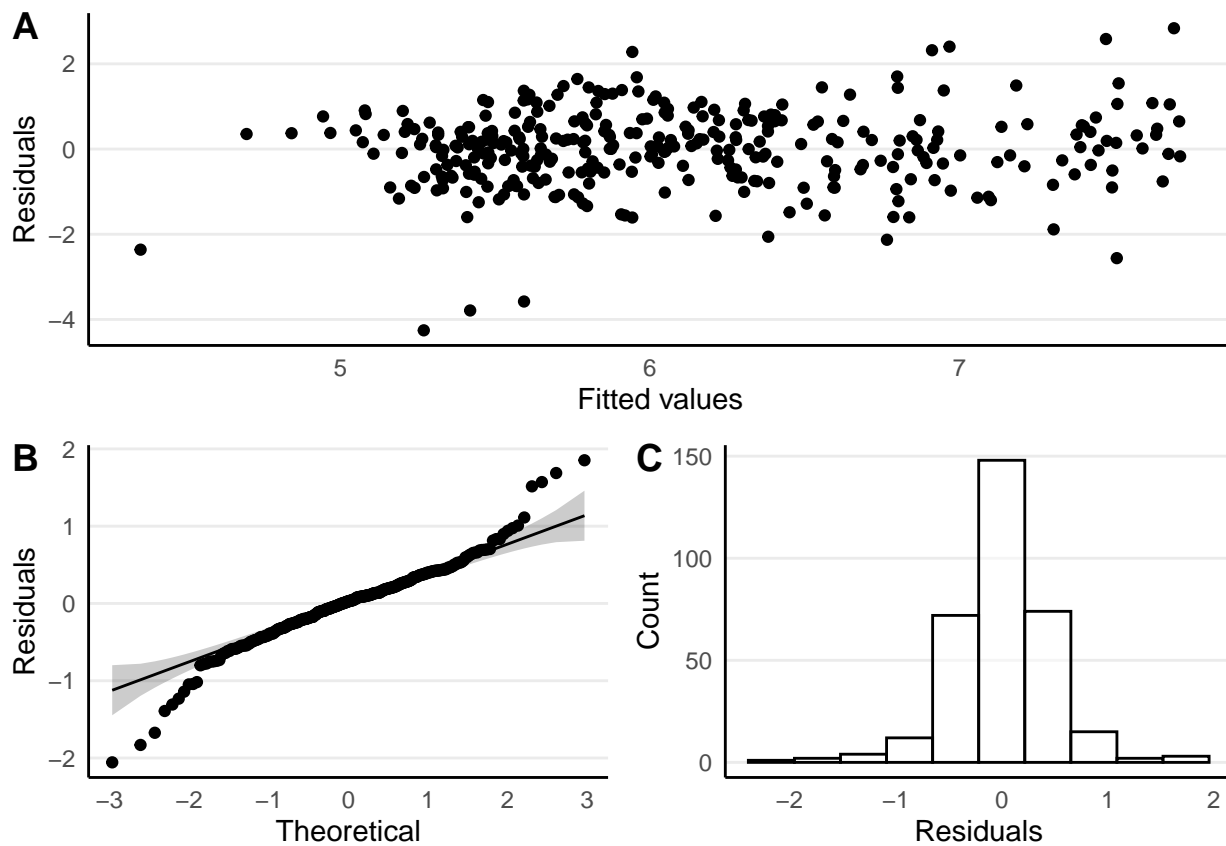 A
Residuals
2
0
−2
−4
5 6 7
Fitted values
B
Residuals
2
1
0
−1
−2
−3 −2 −1 0 1 2 3
Theoretical
C
Count
150
100
50
0
−2 −1 0 1 2
Residuals